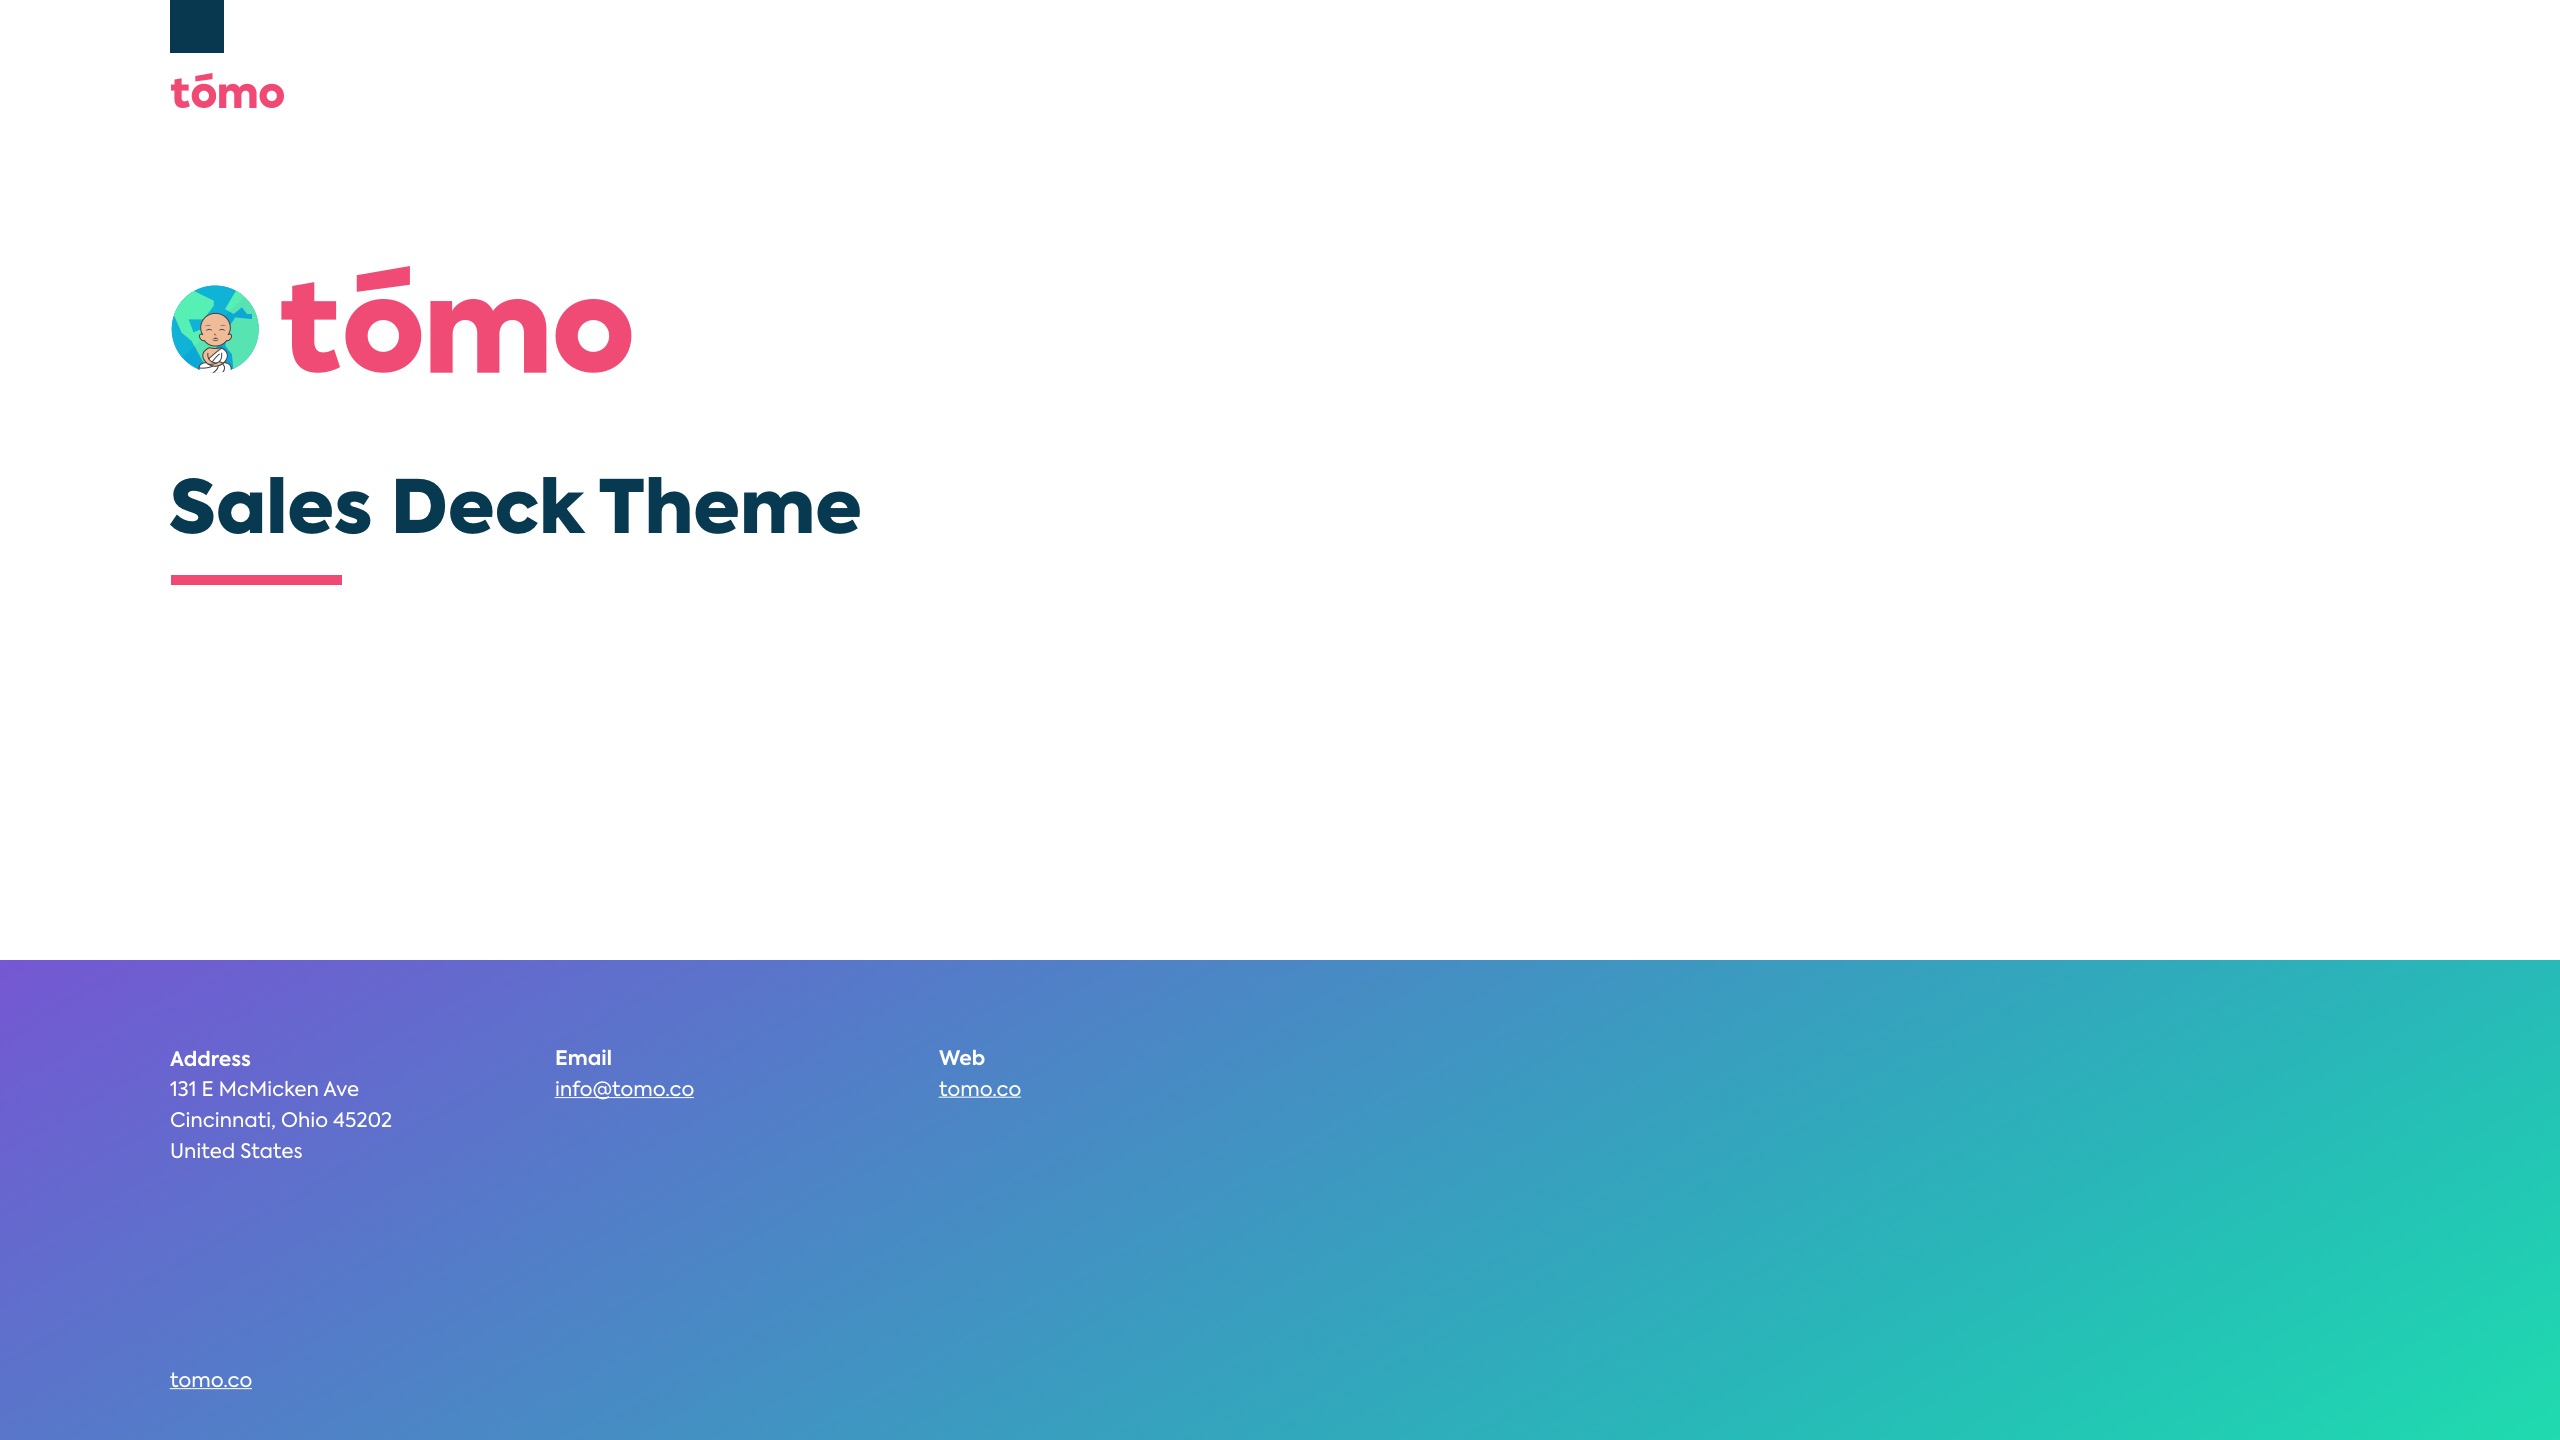 tōmo
tōmo
Sales Deck Theme
Address
131 E McMicken Ave
Cincinnati, Ohio 45202
United States
Email
info@tomo.co
Web
tomo.co
tomo.co